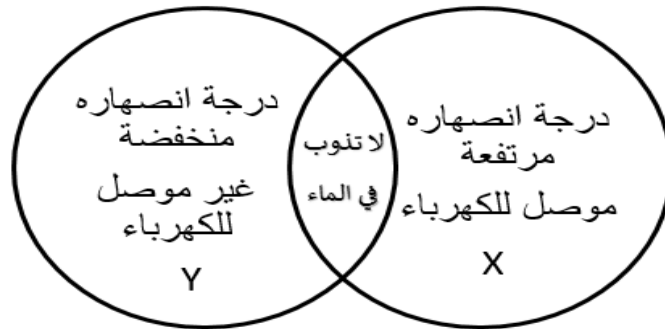 درجة انصهاره
مرتفعة
موصل للكهرباء
X
لا تذوب
في الماء
درجة انصهاره
منخفضة
غير موصل
للكهرباء
Y